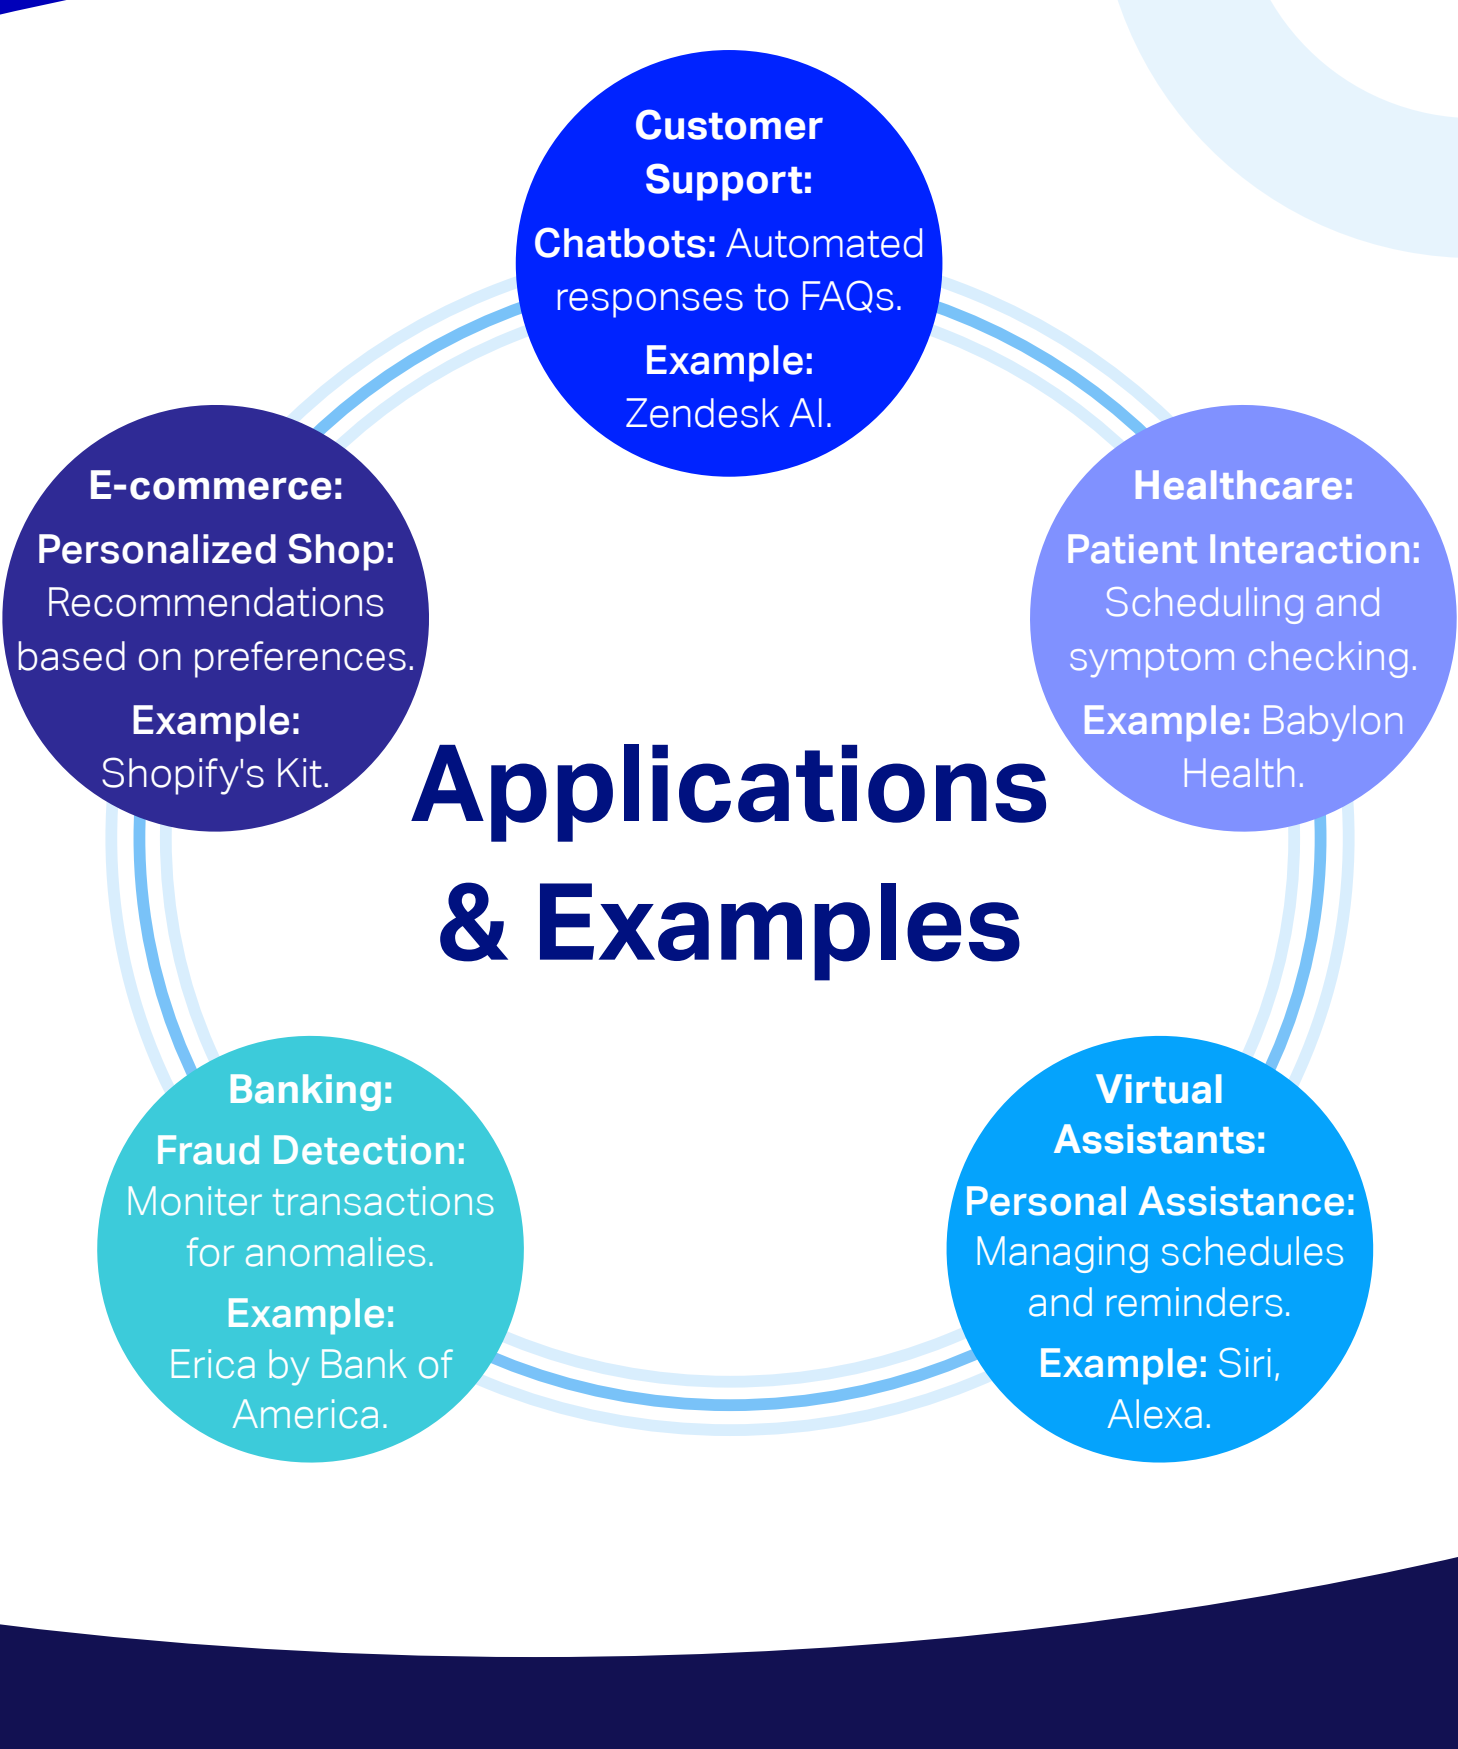 Customer
Support:
Chatbots: Automated
responses to FAQs.
Example:
Zendesk AI.
E-commerce:
Personalized Shop:
Recommendations
based on preferences.
Example:
Shopify's Kit.
Healthcare:
Patient Interaction:
Scheduling and
symptom checking.
Example: Babylon
Health.
Applications
& Examples
Banking:
Fraud Detection:
Moniter transactions
for anomalies.
Example:
Erica by Bank of
America.
Virtual
Assistants:
Personal Assistance:
Managing schedules
and reminders.
Example: Siri,
Alexa.